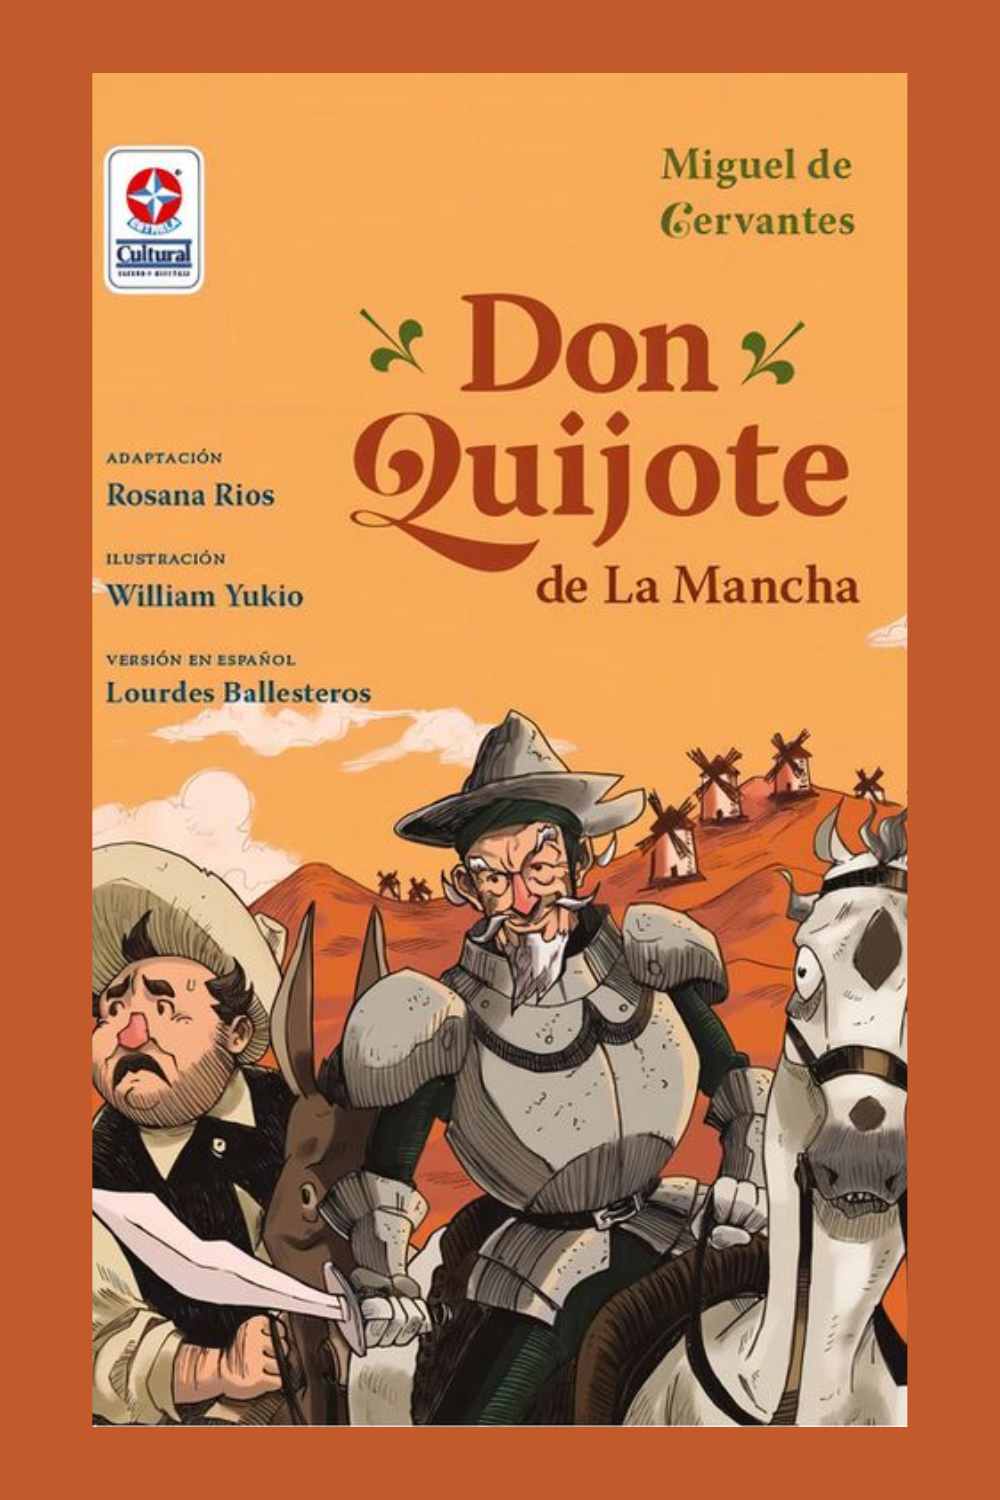 Miguel de
Cervantes
Cultural
Don
Quijote
de La Mancha
ADAPTACIÓN
Rosana Rios
ILUSTRACIÓN
William Yukio
VERSIÓN EN ESPAÑOL
Lourdes Ballesteros